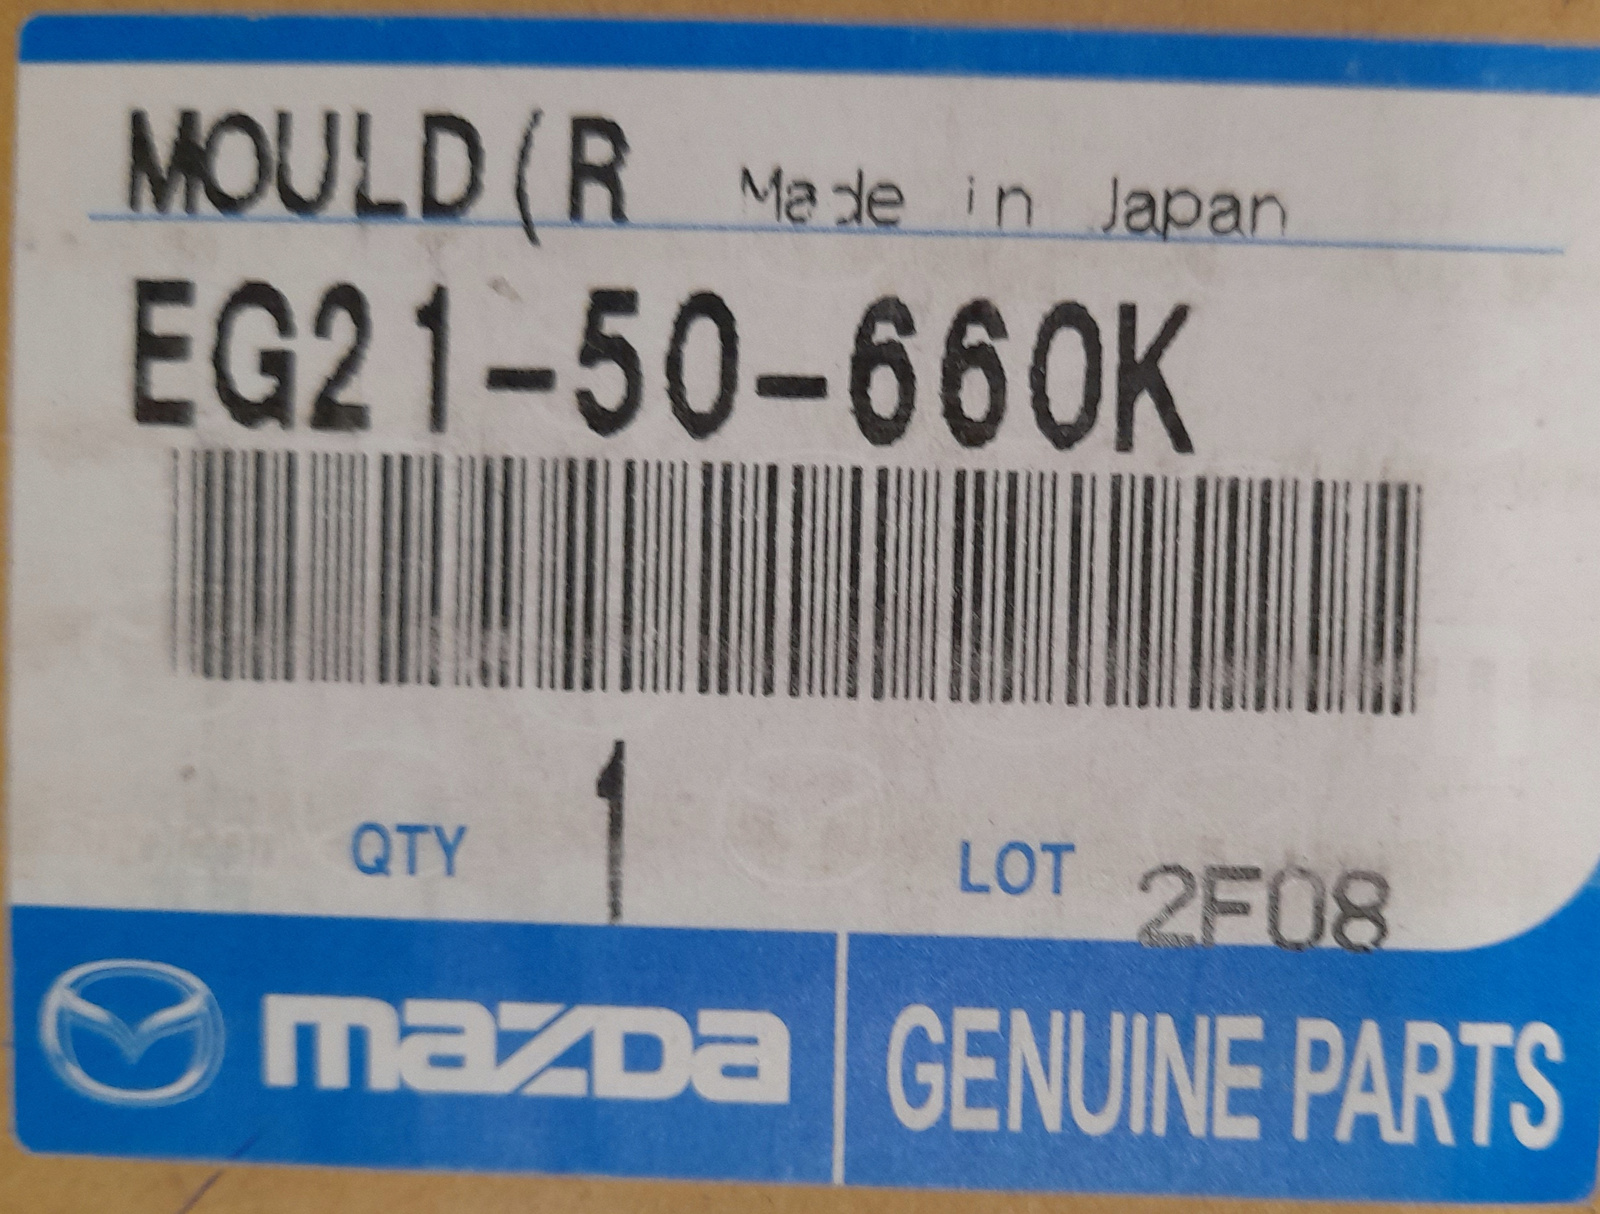 MOULD(R Made in Japan
EG21-50-660K
QTY 1 LOT 2F08
mazda GENUINE PARTS